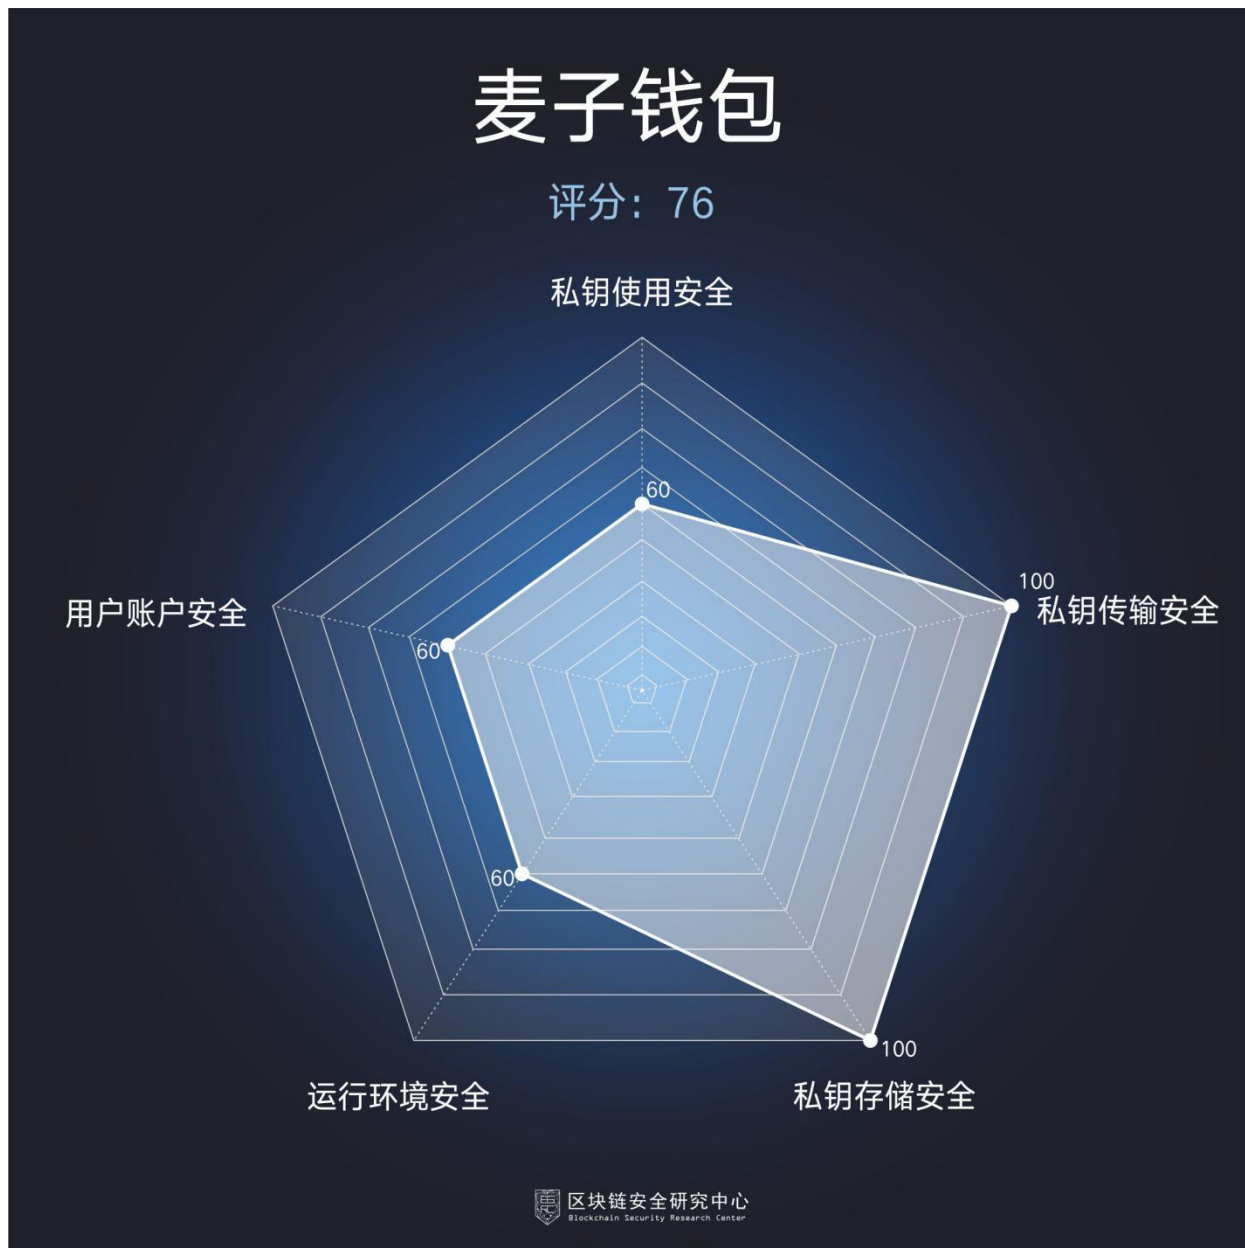 麦子钱包
评分: 76
私钥使用安全
60
100
私钥传输安全
用户账户安全
60
60
100
运行环境安全
私钥存储安全
区块链安全研究中心
Blockchain Security Research Center